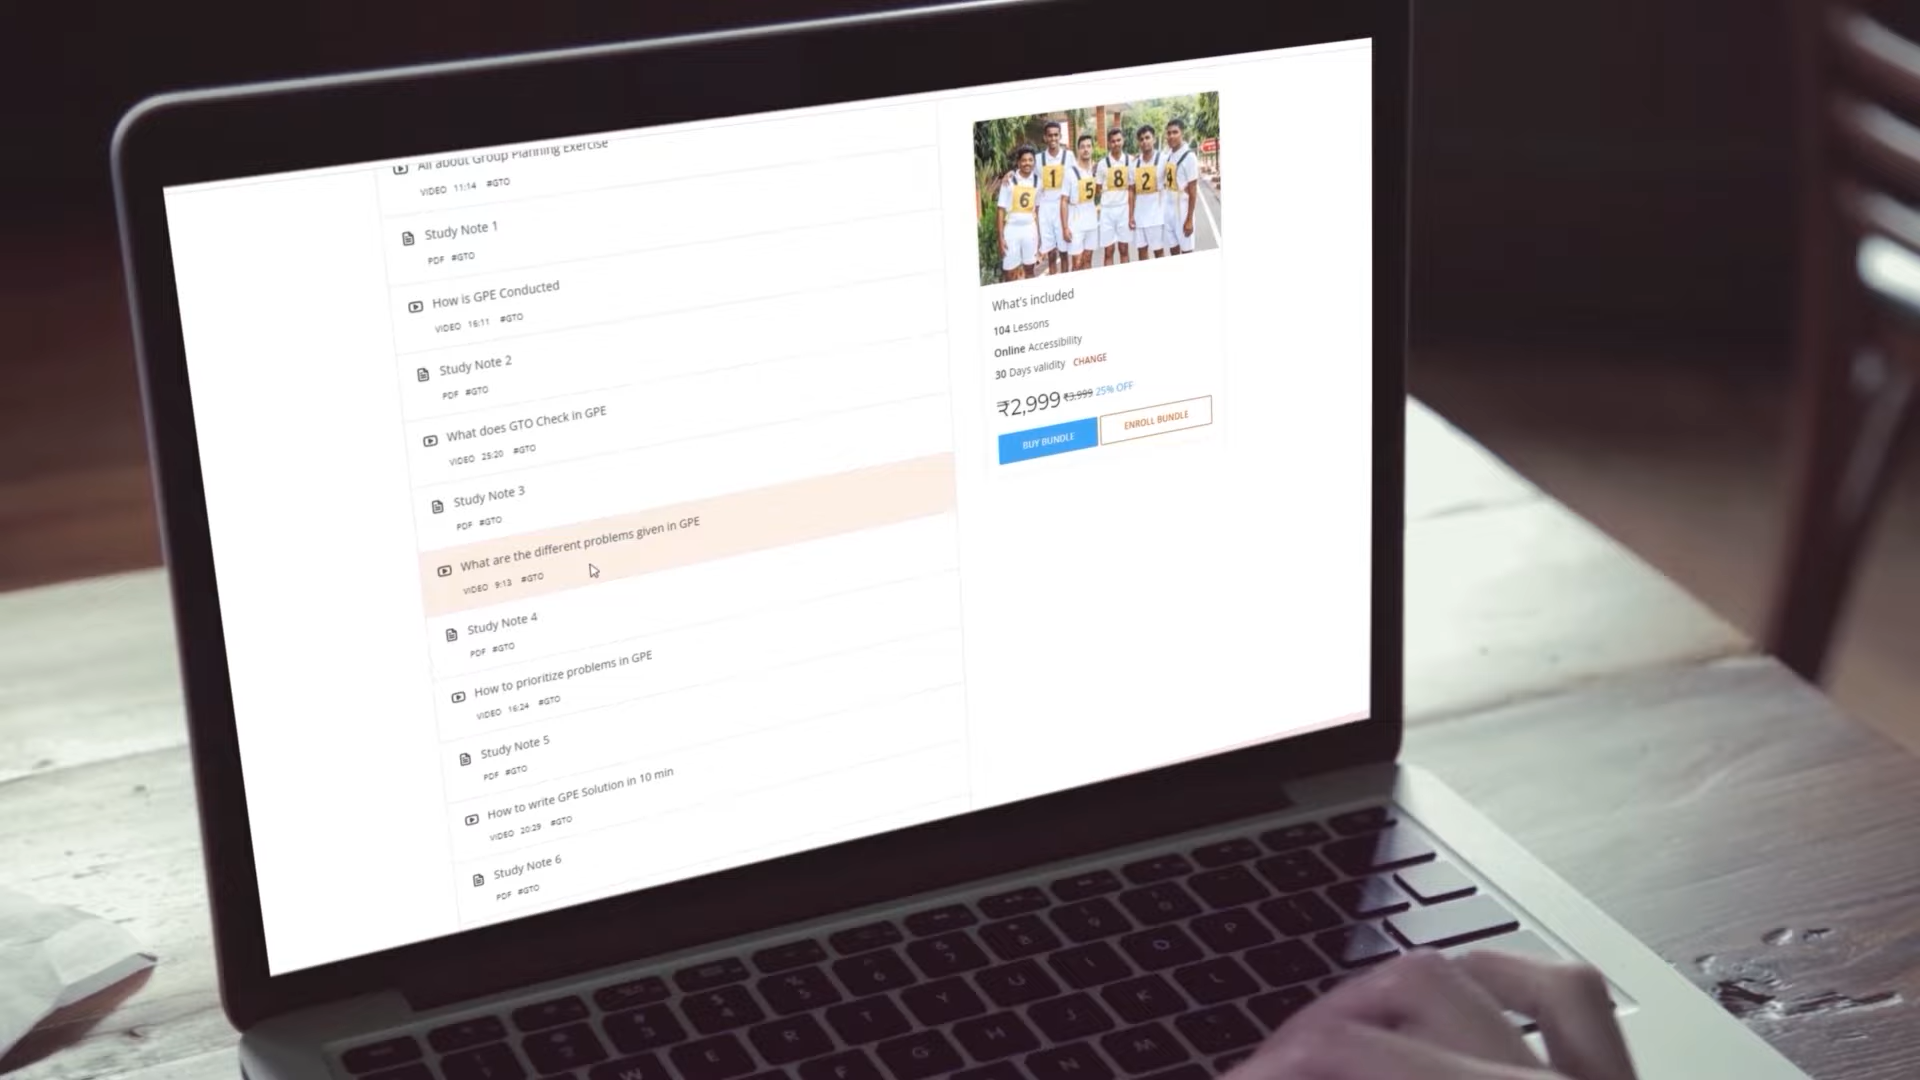 All about Group Planning Exercise
VIDEO 11:14 #GTO
Study Note 1
PDF #GTO
How is GPE Conducted
VIDEO 16:11 #GTO
Study Note 2
PDF #GTO
What does GTO Check in GPE
VIDEO 25:20 #GTO
Study Note 3
PDF #GTO
What are the different problems given in GPE
VIDEO 9:13 #GTO
Study Note 4
PDF #GTO
How to prioritize problems in GPE
VIDEO 16:24 #GTO
Study Note 5
PDF #GTO
How to write GPE Solution in 10 min
VIDEO 20:29 #GTO
Study Note 6
PDF #GTO
6 1 5 8 2 4
What's included
104 Lessons
Online Accessibility
30 Days validity CHANGE
₹2,999 ₹3,999 25% OFF
BUY BUNDLE ENROLL BUNDLE
W E R T Y U I O P
F G H J K L
N M